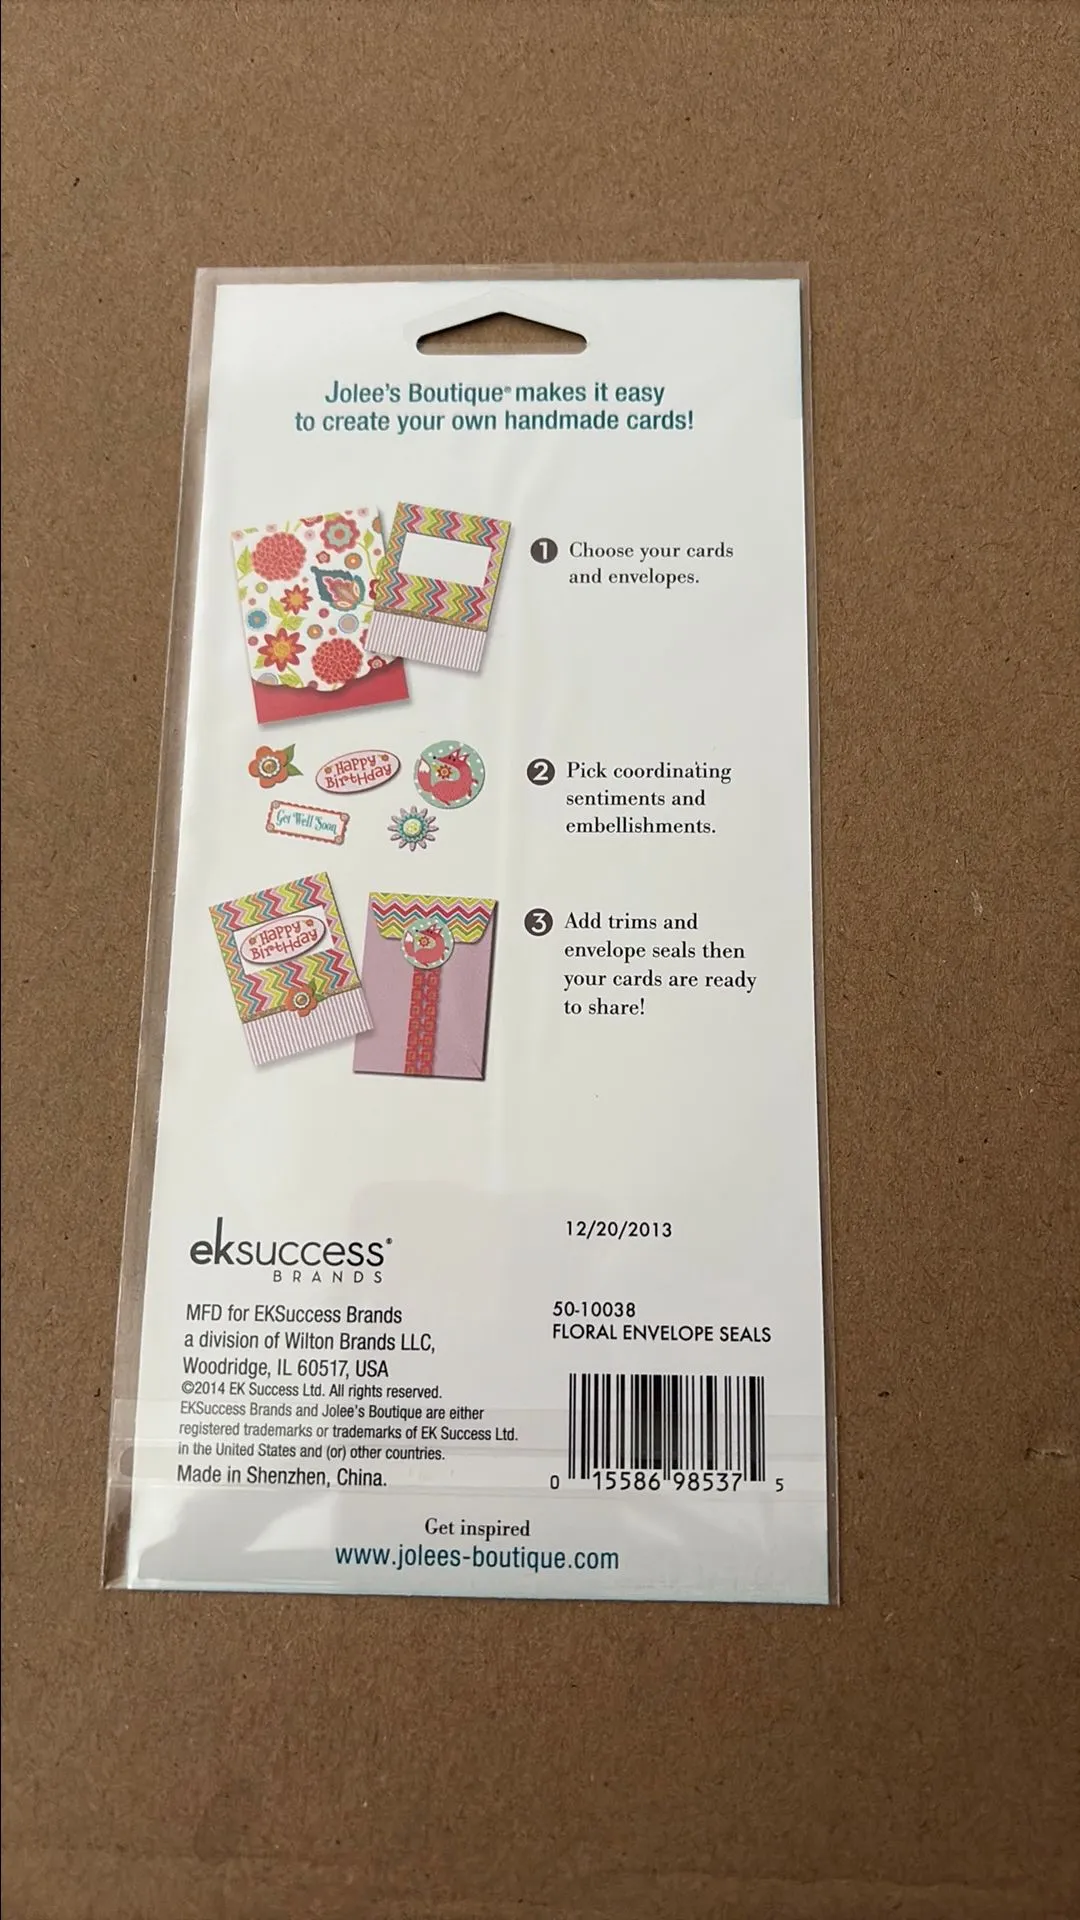 Jolee's Boutique® makes it easy
to create your own handmade cards!
1 Choose your cards
and envelopes.
Happy
Birthday
Get Well Soon
2 Pick coordinating
sentiments and
embellishments.
Happy
Birthday
3 Add trims and
envelope seals then
your cards are ready
to share!
eksuccess®
BRANDS
MFD for EKSuccess Brands
a division of Wilton Brands LLC,
Woodridge, IL 60517, USA
©2014 EK Success Ltd. All rights reserved.
EKSuccess Brands and Jolee's Boutique are either
registered trademarks or trademarks of EK Success Ltd.
in the United States and (or) other countries.
Made in Shenzhen, China.
12/20/2013
50-10038
FLORAL ENVELOPE SEALS
0 15586 98537 5
Get inspired
www.jolees-boutique.com